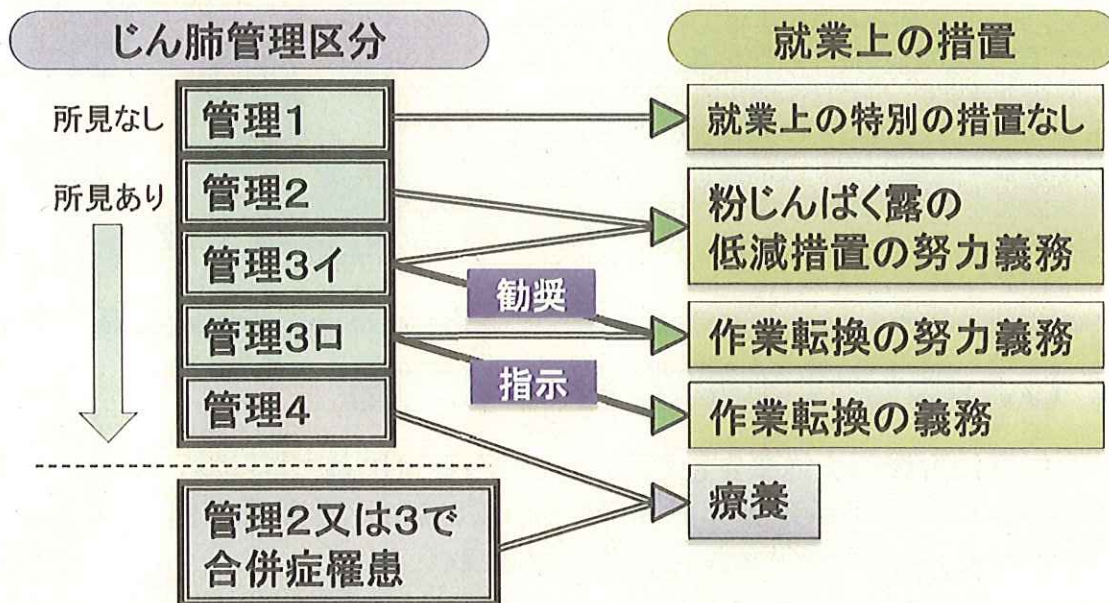 じん肺管理区分
就業上の措置
所見なし
管理1
就業上の特別の措置なし
所見あり
管理2
粉じんばく露の
低減措置の努力義務
管理3イ
勧奨
管理3ロ
作業転換の努力義務
指示
管理4
作業転換の義務
療養
管理2又は3で
合併症罹患